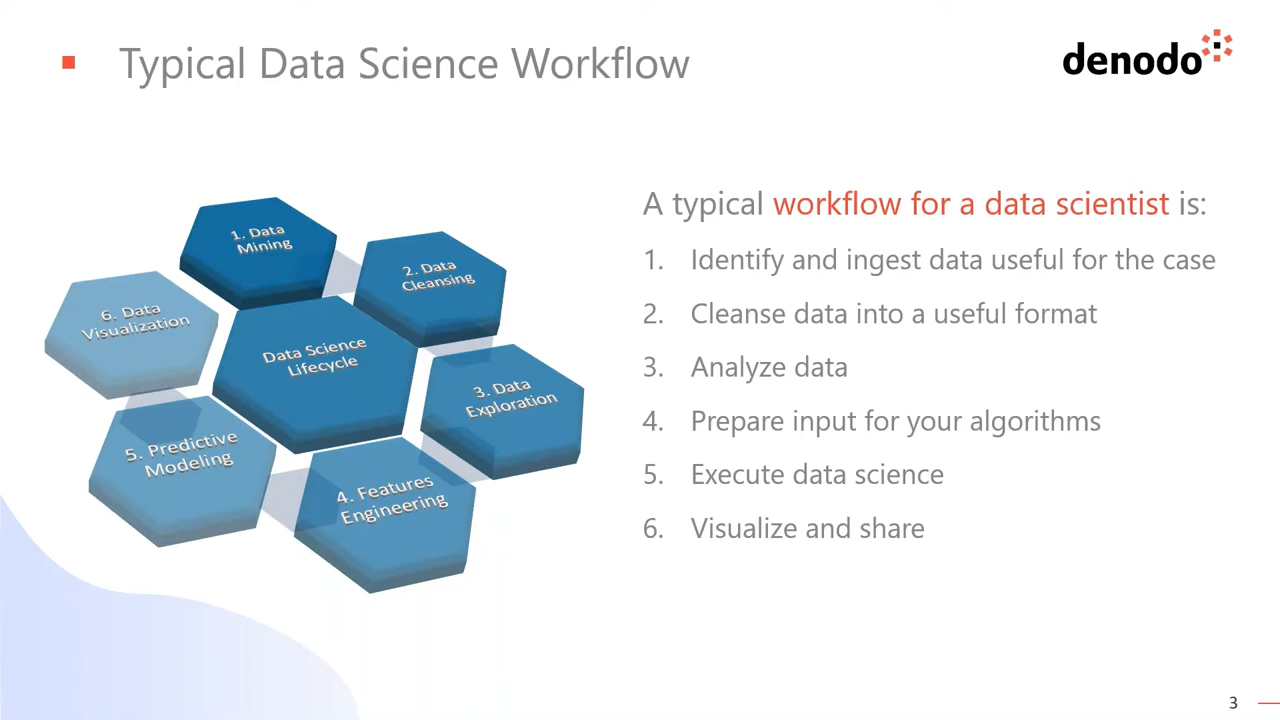 Typical Data Science Workflow
denodo
1. Data
Mining
2. Data
Cleansing
3. Data
Exploration
4. Features
Engineering
5. Predictive
Modeling
6. Data
Visualization
Data Science
Lifecycle
A typical workflow for a data scientist is:
1. Identify and ingest data useful for the case
2. Cleanse data into a useful format
3. Analyze data
4. Prepare input for your algorithms
5. Execute data science
6. Visualize and share
3